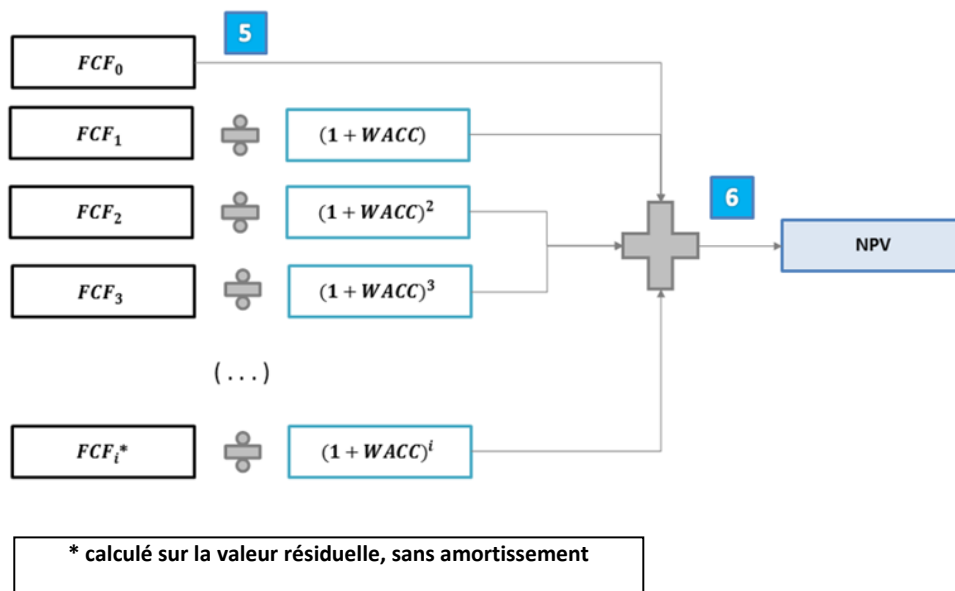 5
FCF₀
FCF₁ (1 + WACC)
6
FCF₂ (1 + WACC)²
NPV
FCF₃ (1 + WACC)³
(...)
FCFᵢ* (1 + WACC)ⁱ
* calculé sur la valeur résiduelle, sans amortissement